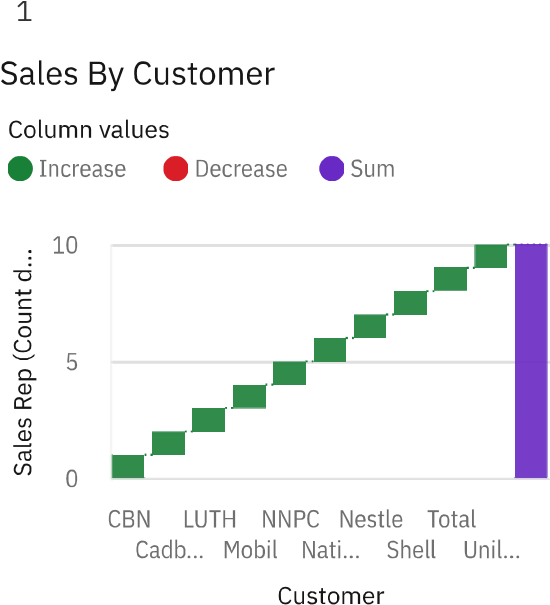 1
Sales By Customer
Column values
Increase Decrease Sum
Sales Rep (Count d...
10
5
0
CBN LUTH NNPC Nestle Total
Cadb... Mobil Nati... Shell Unil...
Customer